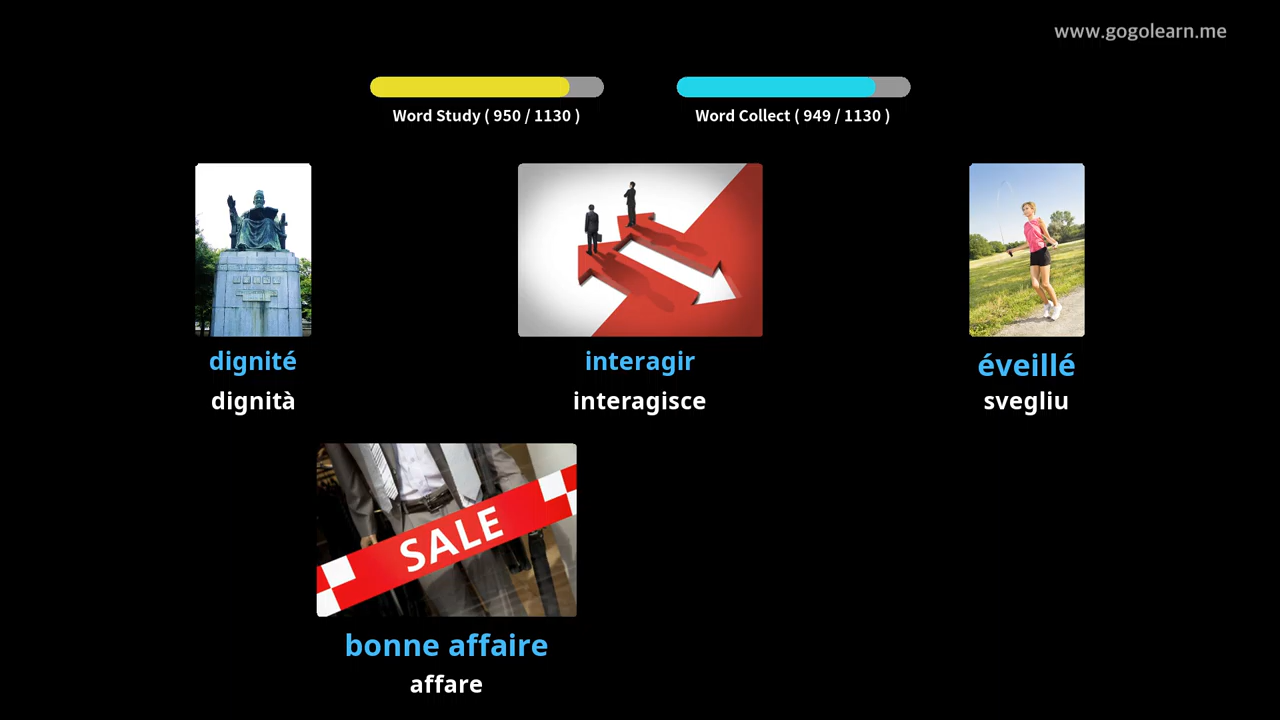 www.gogolearn.me
Word Study ( 950 / 1130 )
Word Collect ( 949 / 1130 )
dignité
interagir
éveillé
dignità
interagisce
svegliu
SALE
bonne affaire
affare